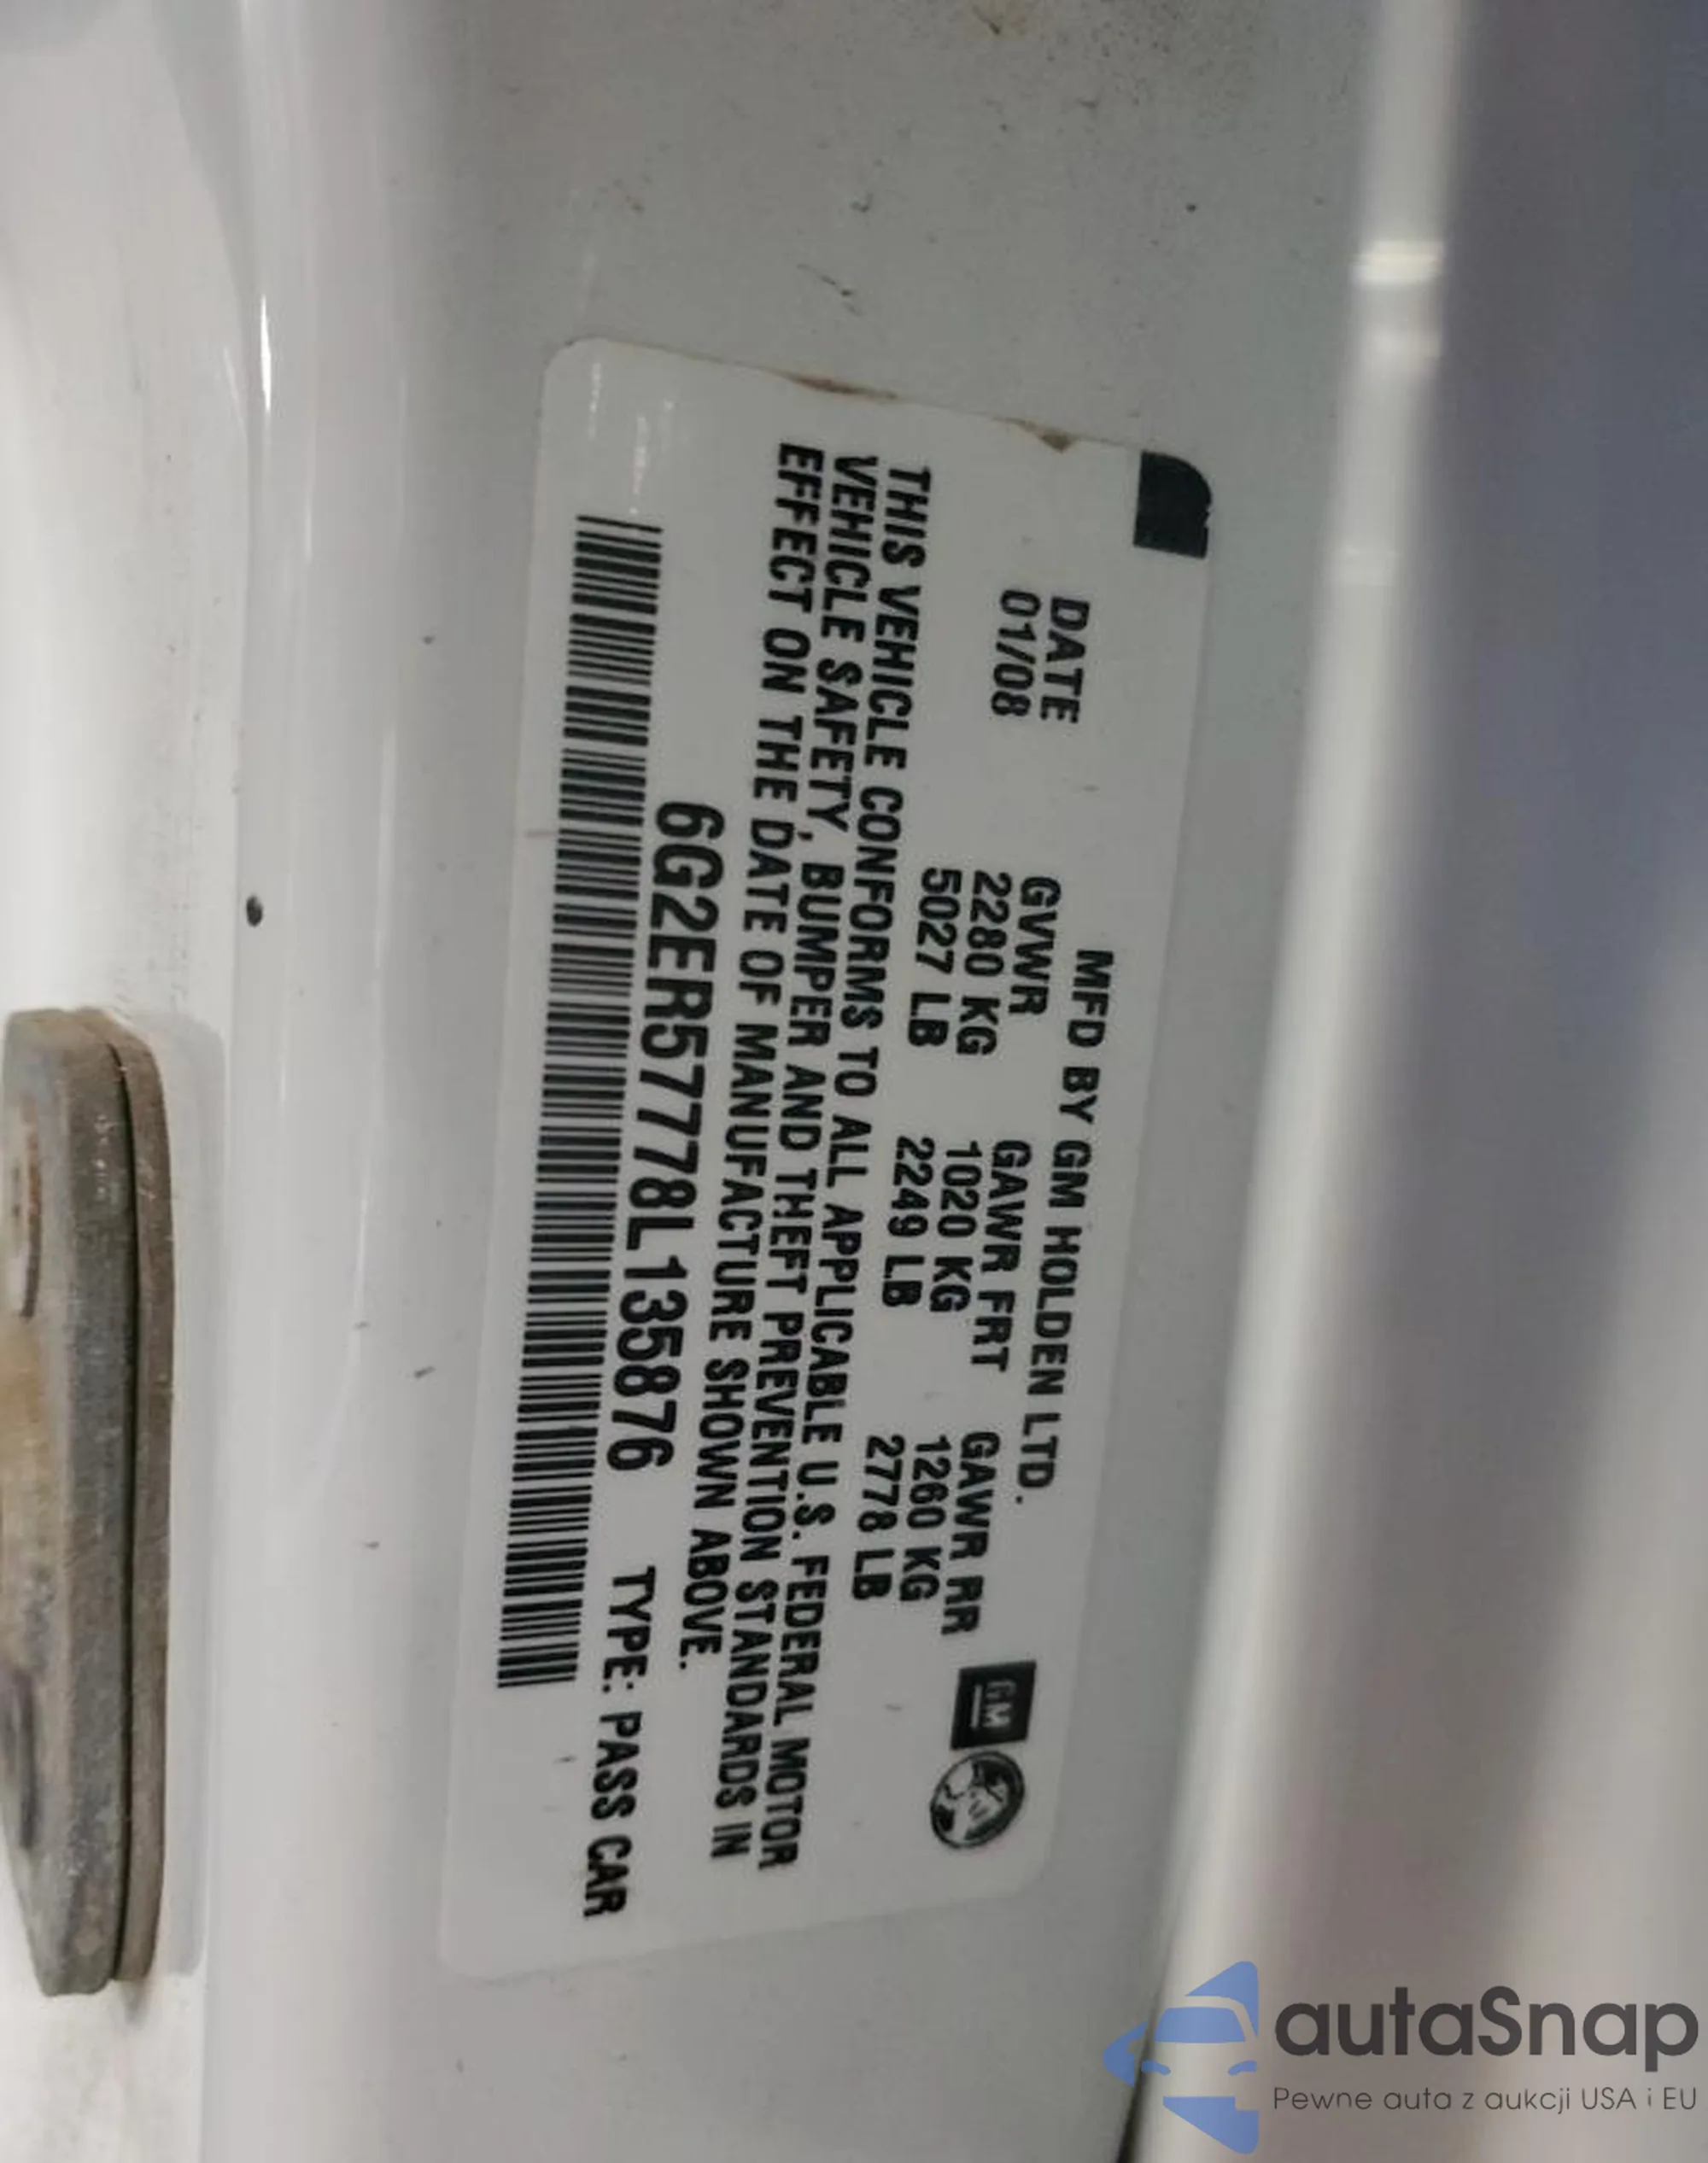 MFD BY GM HOLDEN LTD.
DATE GVWR GAWR FRT GAWR RR
01/08 2280 KG 1020 KG 1260 KG
5027 LB 2249 LB 2778 LB
GM
THIS VEHICLE CONFORMS TO ALL APPLICABLE U.S. FEDERAL MOTOR
VEHICLE SAFETY, BUMPER AND THEFT PREVENTION STANDARDS IN
EFFECT ON THE DATE OF MANUFACTURE SHOWN ABOVE.
6G2ER57778L135876 TYPE: PASS CAR
autaSnap
Pewne auta z aukcji USA i EU